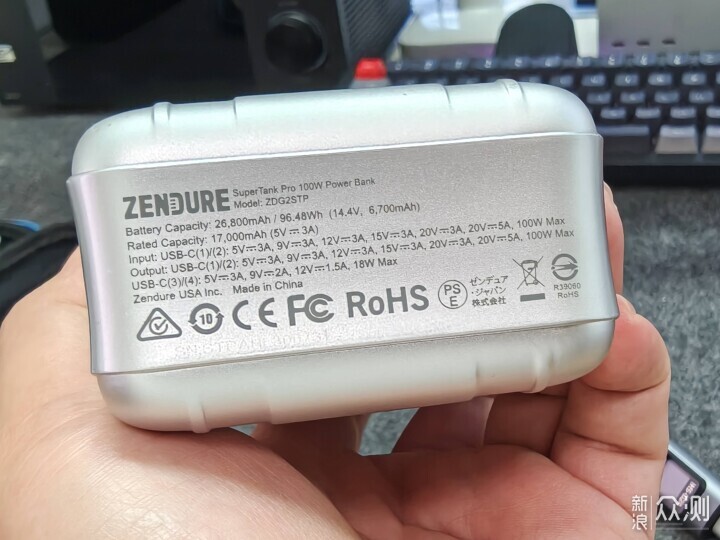 ZENDURE SuperTank Pro 100W Power Bank
Model: ZDG2STP
Battery Capacity: 26,800mAh / 96.48Wh (14.4V, 6,700mAh)
Rated Capacity: 17,000mAh (5V⎓3A)
Input: USB-C(1)/(2): 5V⎓3A, 9V⎓3A, 12V⎓3A, 15V⎓3A, 20V⎓3A, 20V⎓5A, 100W Max
Output: USB-C(1)/(2): 5V⎓3A, 9V⎓3A, 12V⎓3A, 15V⎓3A, 20V⎓3A, 20V⎓5A, 100W Max
USB-C(3)/(4): 5V⎓3A, 9V⎓2A, 12V⎓1.5A, 18W Max
Zendure USA Inc. Made in China
10 CE FC RoHS PSE
ゼンデュア
・ジャパン
株式会社
R39060
RoHS
新浪 众测